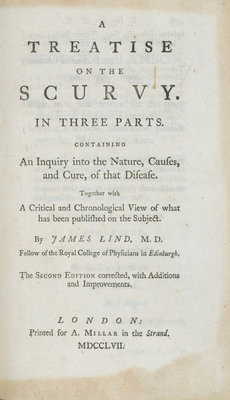 A
TREATISE
ON THE
SCURVY.
IN THREE PARTS.
CONTAINING
An Inquiry into the Nature, Cauſes,
and Cure, of that Diſeaſe.
Together with
A Critical and Chronological View of what
has been publiſhed on the Subject.
By JAMES LIND, M. D.
Fellow of the Royal College of Phyſicians in Edinburgh.
The SECOND EDITION corrected, with Additions
and Improvements.
LONDON:
Printed for A. MILLAR in the Strand,
MDCCLVII.